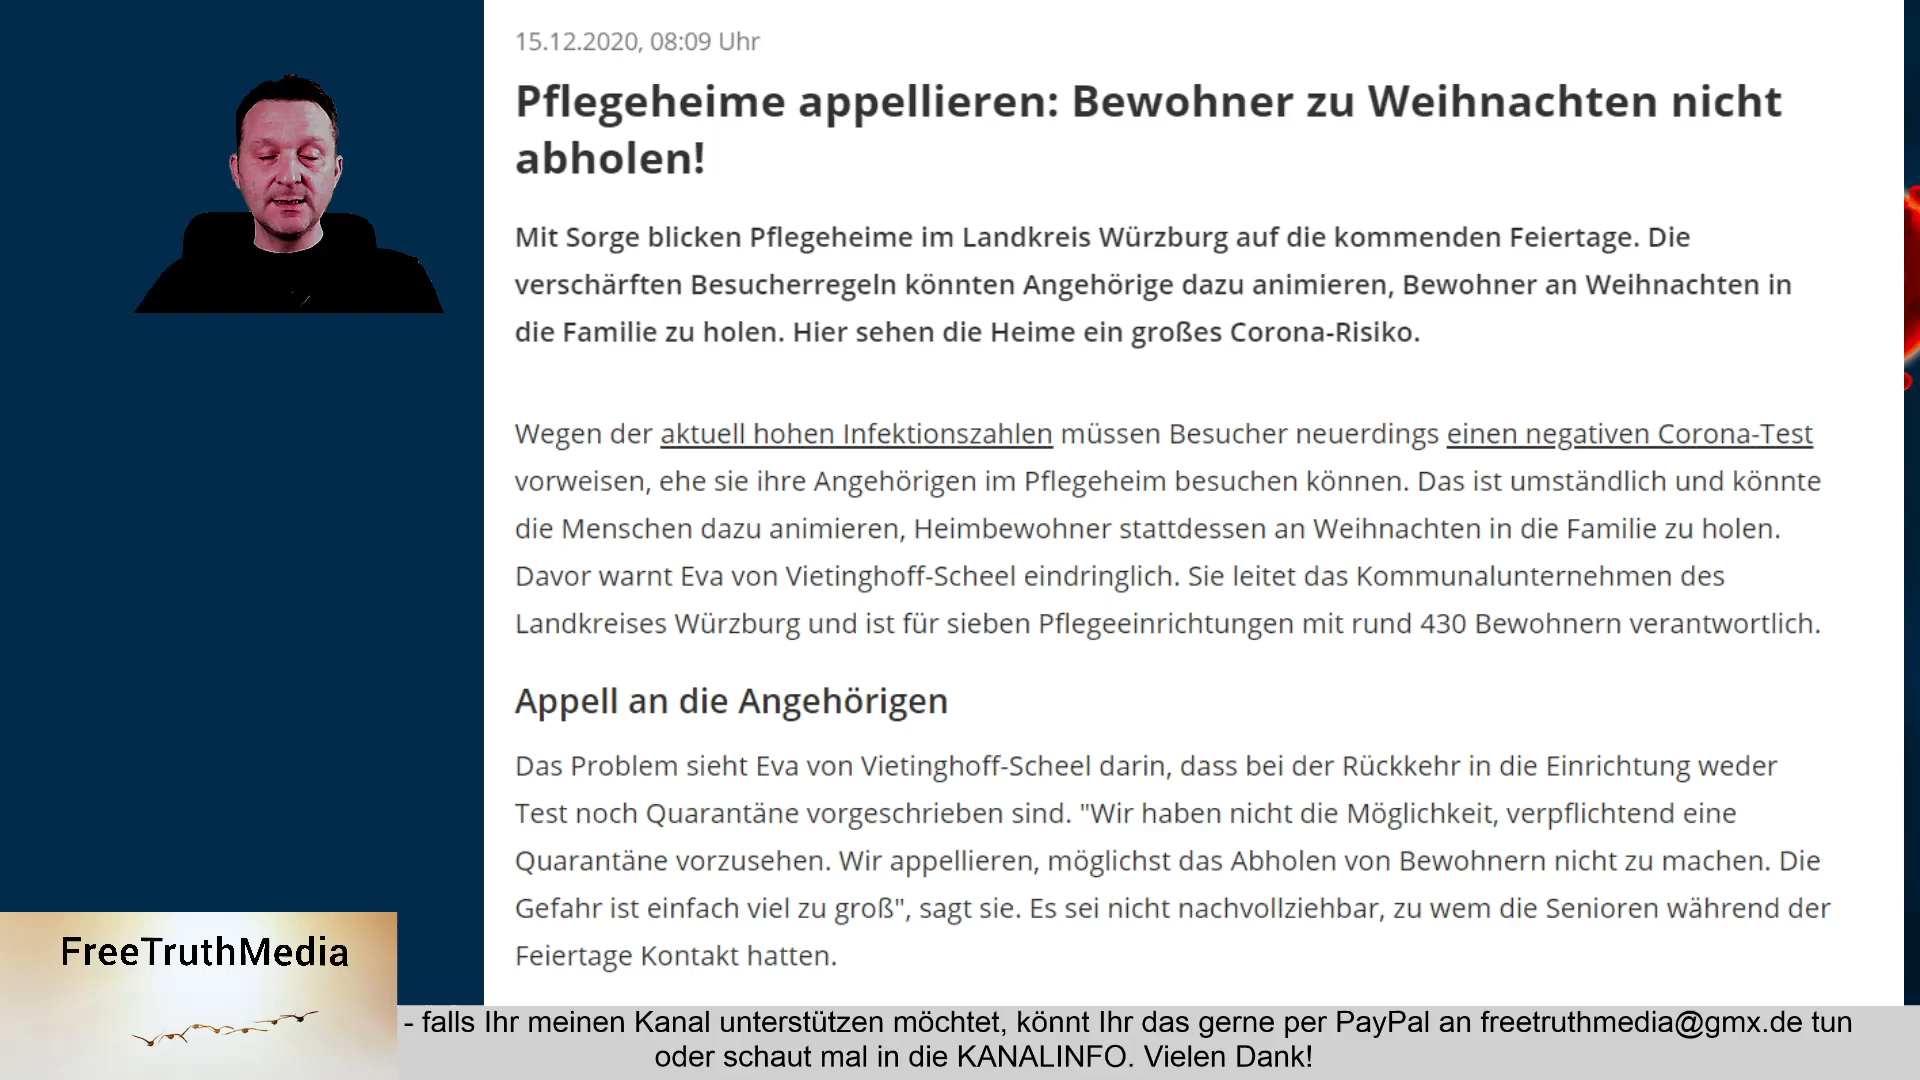 15.12.2020, 08:09 Uhr
Pflegeheime appellieren: Bewohner zu Weihnachten nicht
abholen!
Mit Sorge blicken Pflegeheime im Landkreis Würzburg auf die kommenden Feiertage. Die
verschärften Besucherregeln könnten Angehörige dazu animieren, Bewohner an Weihnachten in
die Familie zu holen. Hier sehen die Heime ein großes Corona-Risiko.
Wegen der aktuell hohen Infektionszahlen müssen Besucher neuerdings einen negativen Corona-Test
vorweisen, ehe sie ihre Angehörigen im Pflegeheim besuchen können. Das ist umständlich und könnte
die Menschen dazu animieren, Heimbewohner stattdessen an Weihnachten in die Familie zu holen.
Davor warnt Eva von Vietinghoff-Scheel eindringlich. Sie leitet das Kommunalunternehmen des
Landkreises Würzburg und ist für sieben Pflegeeinrichtungen mit rund 430 Bewohnern verantwortlich.
Appell an die Angehörigen
Das Problem sieht Eva von Vietinghoff-Scheel darin, dass bei der Rückkehr in die Einrichtung weder
Test noch Quarantäne vorgeschrieben sind. "Wir haben nicht die Möglichkeit, verpflichtend eine
Quarantäne vorzusehen. Wir appellieren, möglichst das Abholen von Bewohnern nicht zu machen. Die
Gefahr ist einfach viel zu groß", sagt sie. Es sei nicht nachvollziehbar, zu wem die Senioren während der
Feiertage Kontakt hatten.
FreeTruthMedia
- falls Ihr meinen Kanal unterstützen möchtet, könnt Ihr das gerne per PayPal an freetruthmedia@gmx.de tun
oder schaut mal in die KANALINFO. Vielen Dank!